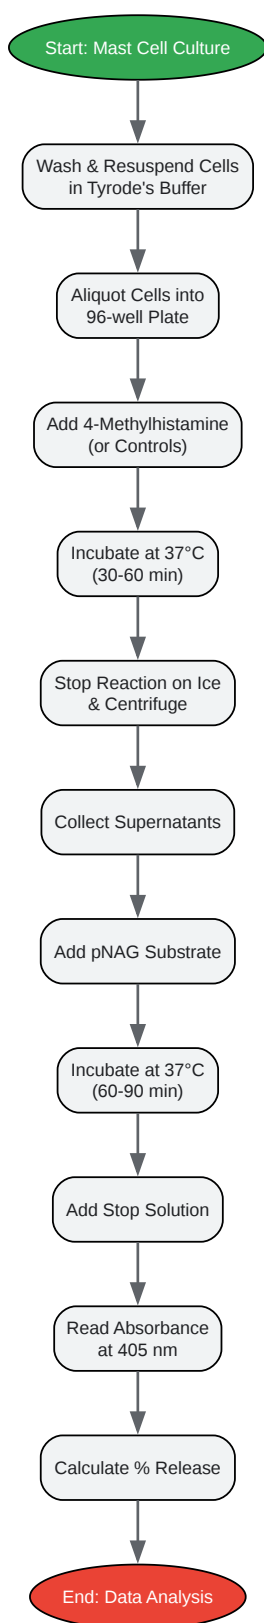 Start: Mast Cell Culture
Wash & Resuspend Cells
in Tyrode's Buffer
Aliquot Cells into
96-well Plate
Add 4-Methylhistamine
(or Controls)
Incubate at 37°C
(30-60 min)
Stop Reaction on Ice
& Centrifuge
Collect Supernatants
Add pNAG Substrate
Incubate at 37°C
(60-90 min)
Add Stop Solution
Read Absorbance
at 405 nm
Calculate % Release
End: Data Analysis